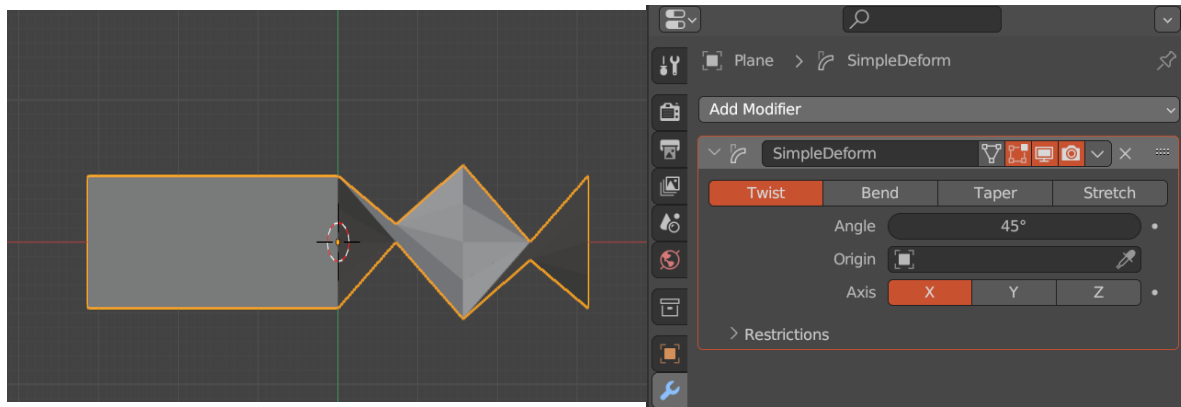 Plane > SimpleDeform
Add Modifier
SimpleDeform
Twist Bend Taper Stretch
Angle 45°
Origin
Axis X Y Z
> Restrictions